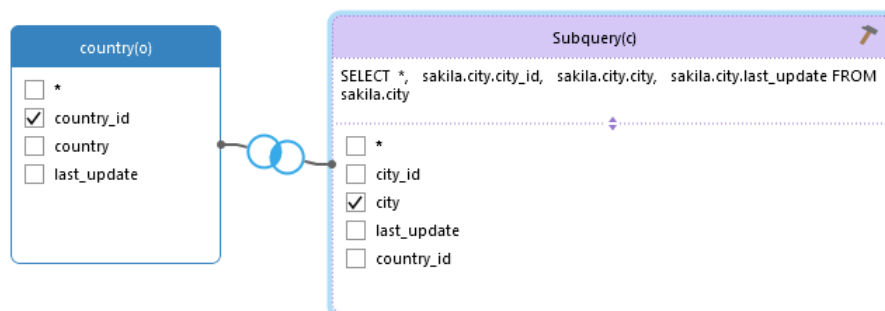 country(o)
*
country_id
country
last_update
Subquery(c)
SELECT *, sakila.city.city_id, sakila.city.city, sakila.city.last_update FROM
sakila.city
*
city_id
city
last_update
country_id